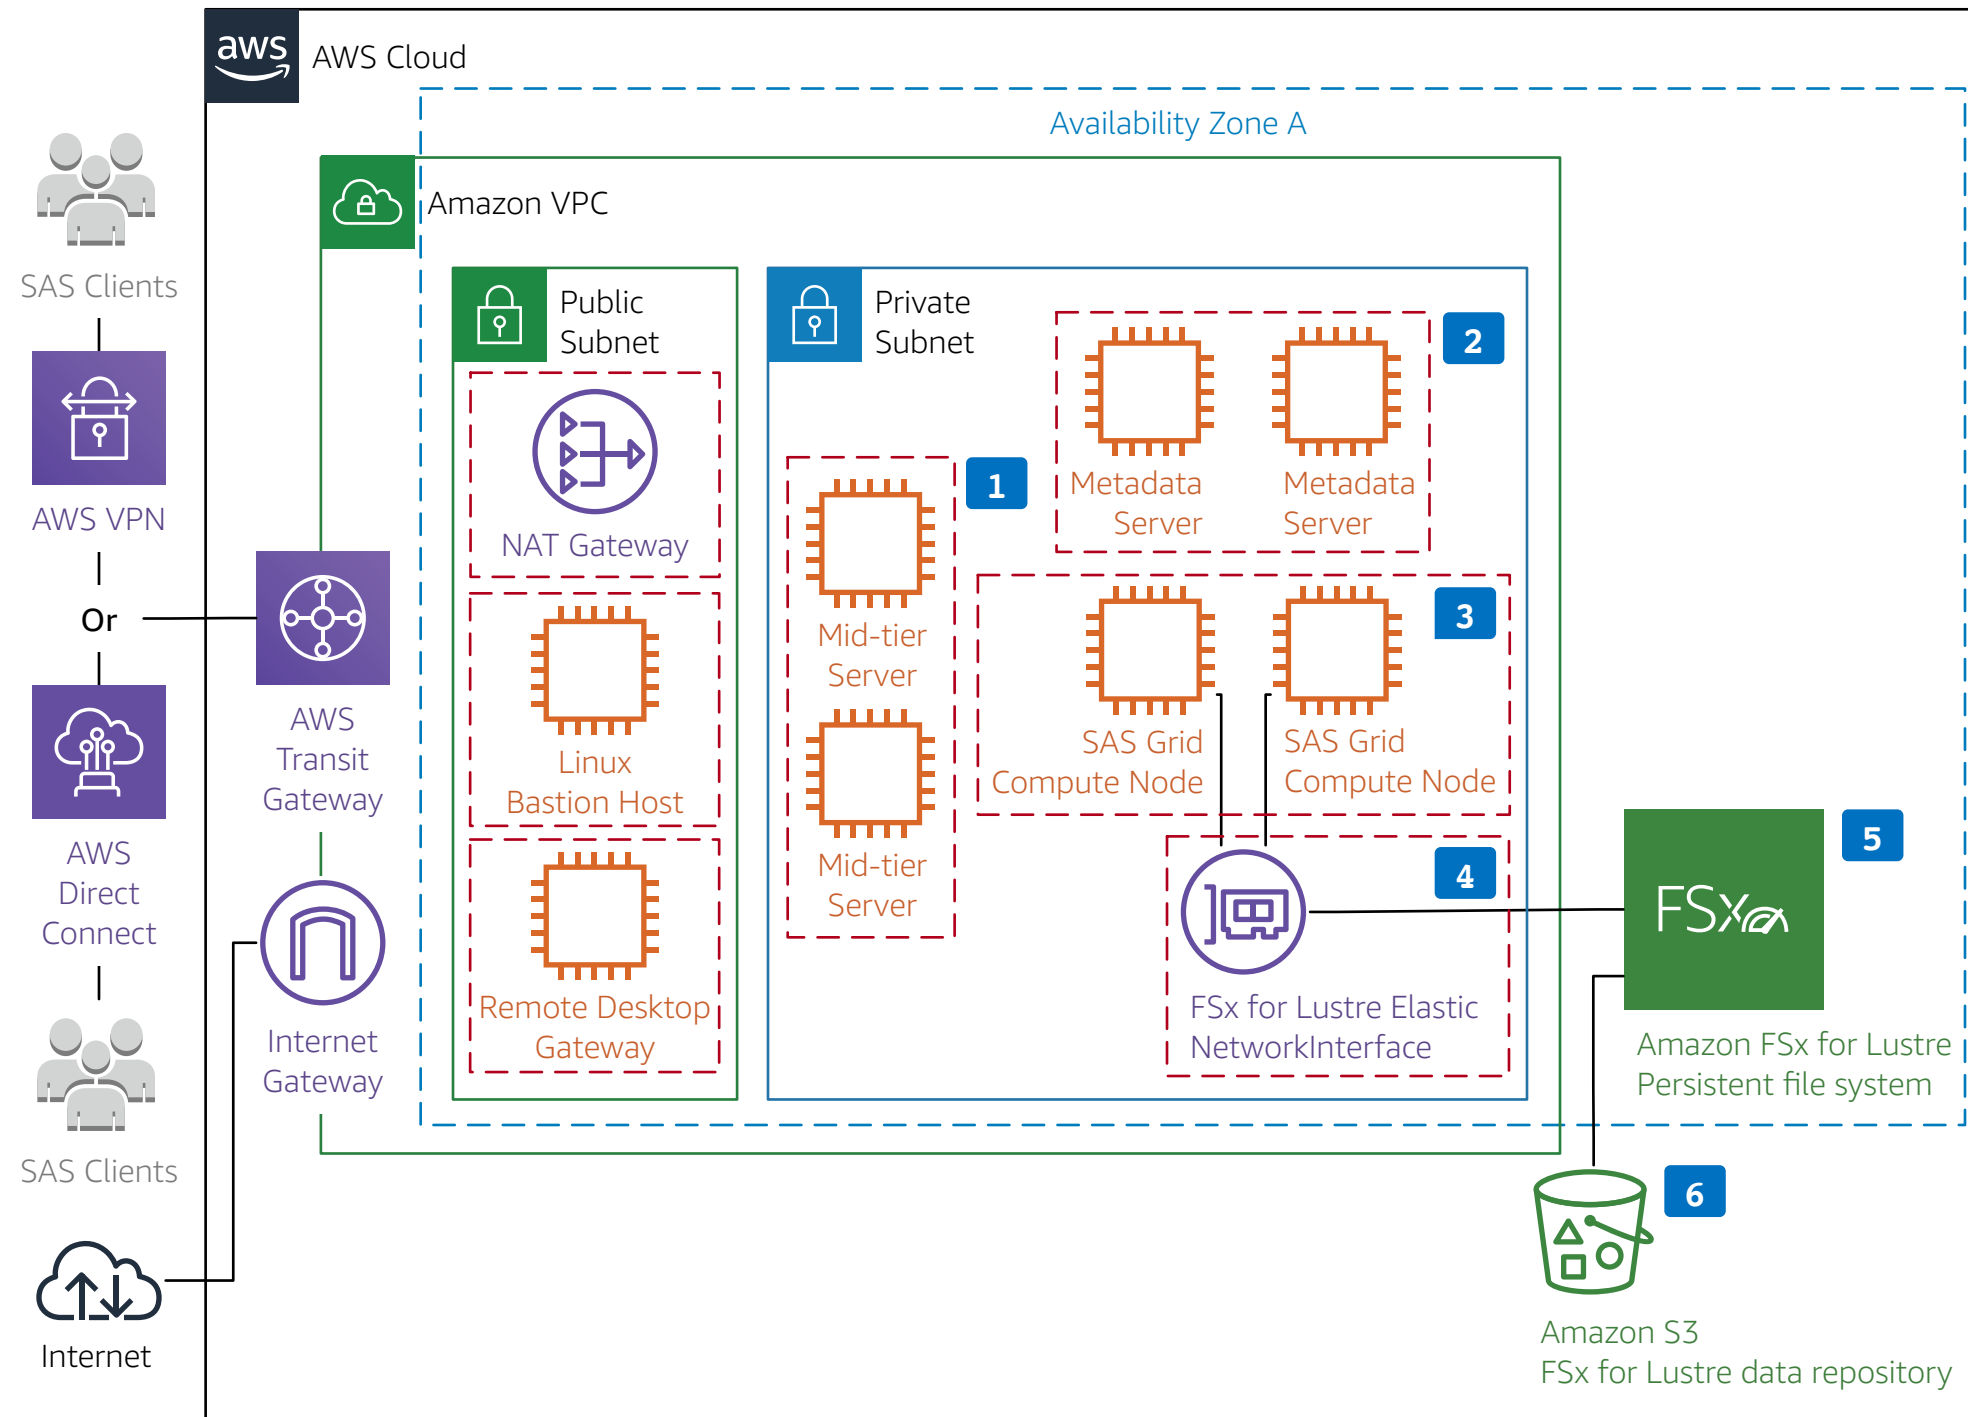 aws
AWS Cloud
Availability Zone A
Amazon VPC
SAS Clients
AWS VPN
Or
AWS
Direct
Connect
SAS Clients
Internet
AWS
Transit
Gateway
Internet
Gateway
Public
Subnet
NAT Gateway
Linux
Bastion Host
Remote Desktop
Gateway
Private
Subnet
1
Mid-tier
Server
Mid-tier
Server
2
Metadata
Server
Metadata
Server
3
SAS Grid
Compute Node
SAS Grid
Compute Node
4
FSx for Lustre Elastic
NetworkInterface
5
FSx
Amazon FSx for Lustre
Persistent file system
6
Amazon S3
FSx for Lustre data repository